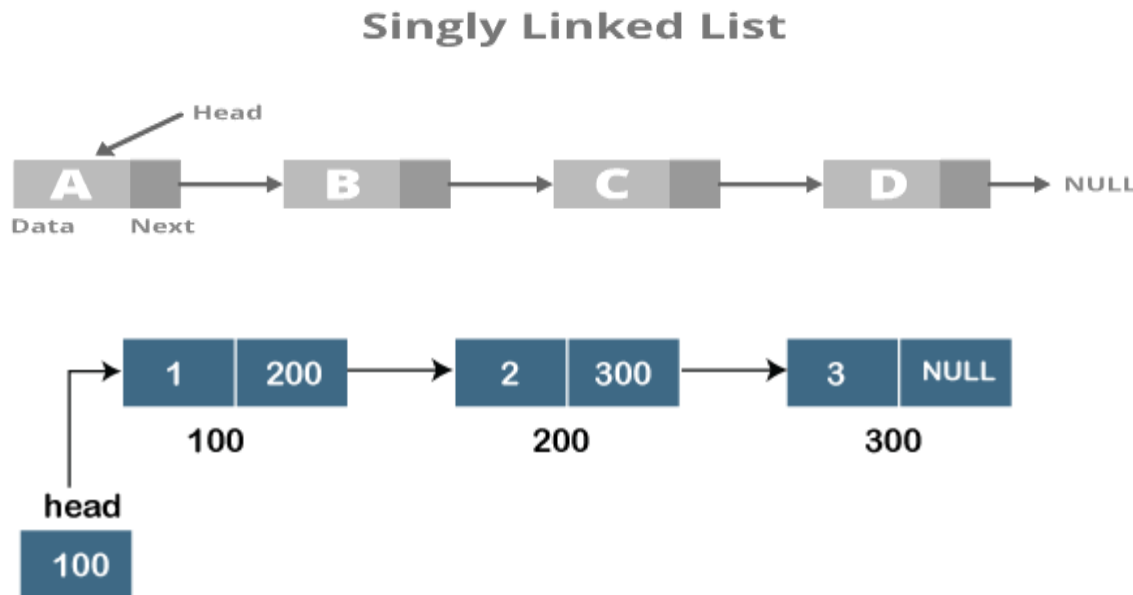 Singly Linked List
Head
A B C D NULL
Data Next
1 200 2 300 3 NULL
100 200 300
head
100